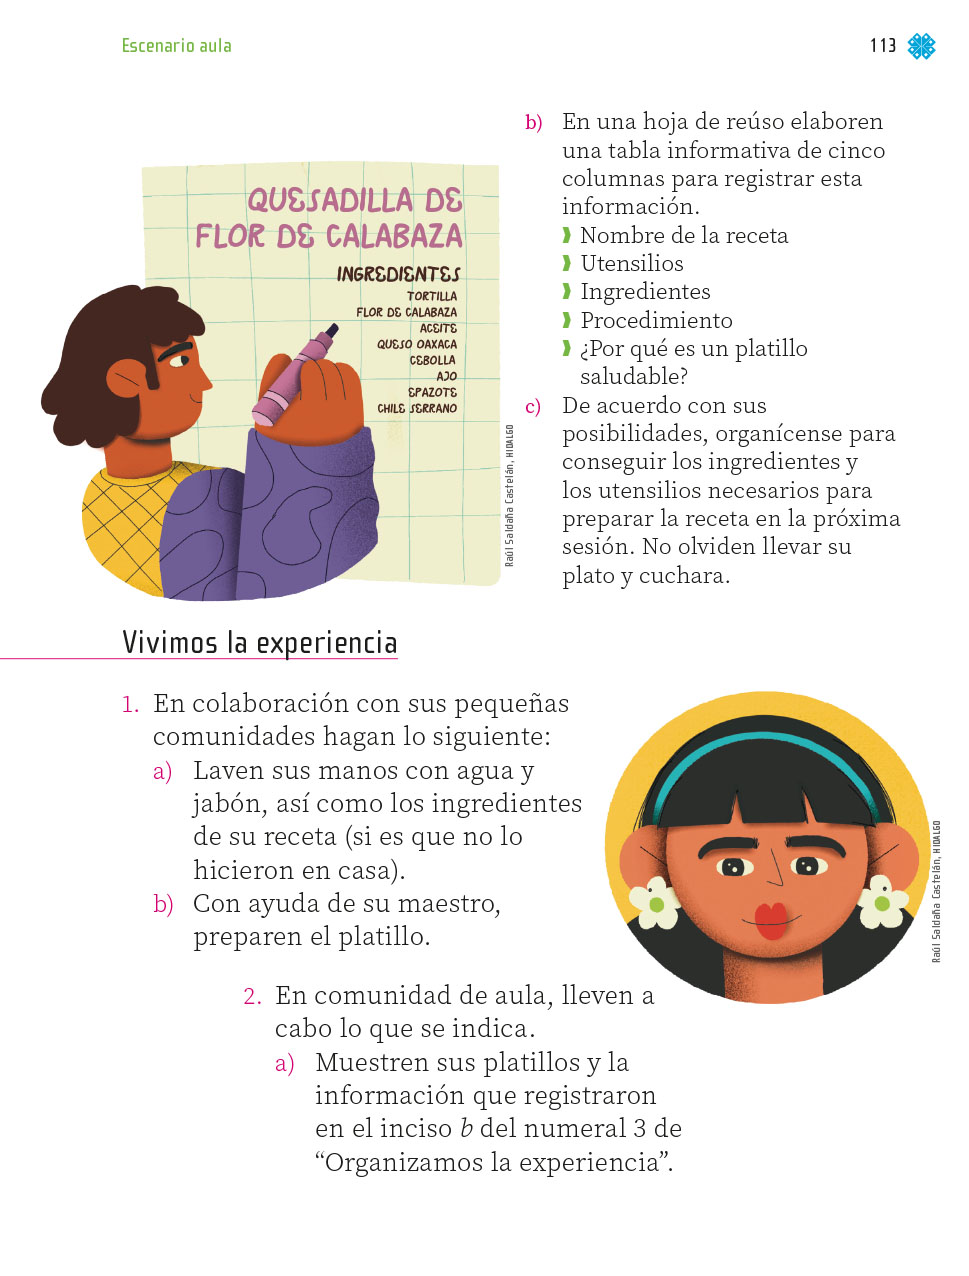 Escenario aula
113
QUESADILLA DE
FLOR DE CALABAZA
INGREDIENTES
TORTILLA
FLOR DE CALABAZA
ACEITE
QUESO OAXACA
CEBOLLA
AJO
EPAZOTE
CHILE SERRANO
Raúl Saldaña Castelán, HIDALGO
b) En una hoja de reúso elaboren
una tabla informativa de cinco
columnas para registrar esta
información.
Nombre de la receta
Utensilios
Ingredientes
Procedimiento
¿Por qué es un platillo
saludable?
c) De acuerdo con sus
posibilidades, organícense para
conseguir los ingredientes y
los utensilios necesarios para
preparar la receta en la próxima
sesión. No olviden llevar su
plato y cuchara.
Vivimos la experiencia
1. En colaboración con sus pequeñas
comunidades hagan lo siguiente:
a) Laven sus manos con agua y
jabón, así como los ingredientes
de su receta (si es que no lo
hicieron en casa).
b) Con ayuda de su maestro,
preparen el platillo.
Raúl Saldaña Castelán, HIDALGO
2. En comunidad de aula, lleven a
cabo lo que se indica.
a) Muestren sus platillos y la
información que registraron
en el inciso b del numeral 3 de
“Organizamos la experiencia”.